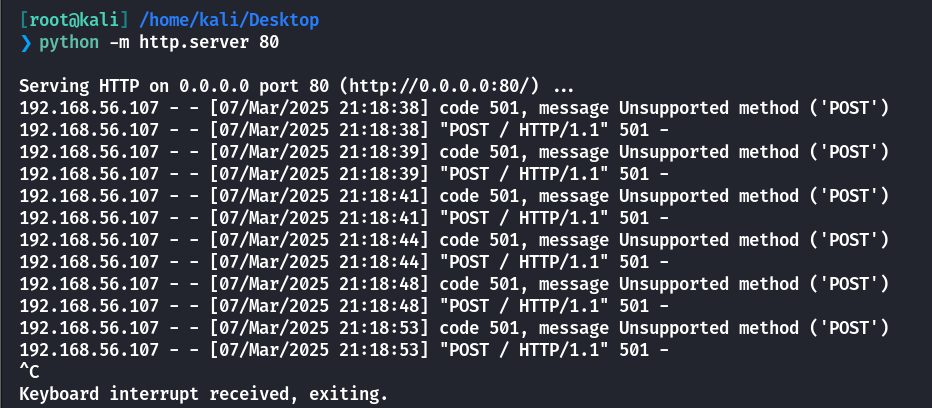 [root@kali] /home/kali/Desktop
❯ python -m http.server 80
Serving HTTP on 0.0.0.0 port 80 (http://0.0.0.0:80/) ...
192.168.56.107 - - [07/Mar/2025 21:18:38] code 501, message Unsupported method ('POST')
192.168.56.107 - - [07/Mar/2025 21:18:38] "POST / HTTP/1.1" 501 -
192.168.56.107 - - [07/Mar/2025 21:18:39] code 501, message Unsupported method ('POST')
192.168.56.107 - - [07/Mar/2025 21:18:39] "POST / HTTP/1.1" 501 -
192.168.56.107 - - [07/Mar/2025 21:18:41] code 501, message Unsupported method ('POST')
192.168.56.107 - - [07/Mar/2025 21:18:41] "POST / HTTP/1.1" 501 -
192.168.56.107 - - [07/Mar/2025 21:18:44] code 501, message Unsupported method ('POST')
192.168.56.107 - - [07/Mar/2025 21:18:44] "POST / HTTP/1.1" 501 -
192.168.56.107 - - [07/Mar/2025 21:18:48] code 501, message Unsupported method ('POST')
192.168.56.107 - - [07/Mar/2025 21:18:48] "POST / HTTP/1.1" 501 -
192.168.56.107 - - [07/Mar/2025 21:18:53] code 501, message Unsupported method ('POST')
192.168.56.107 - - [07/Mar/2025 21:18:53] "POST / HTTP/1.1" 501 -
^C
Keyboard interrupt received, exiting.